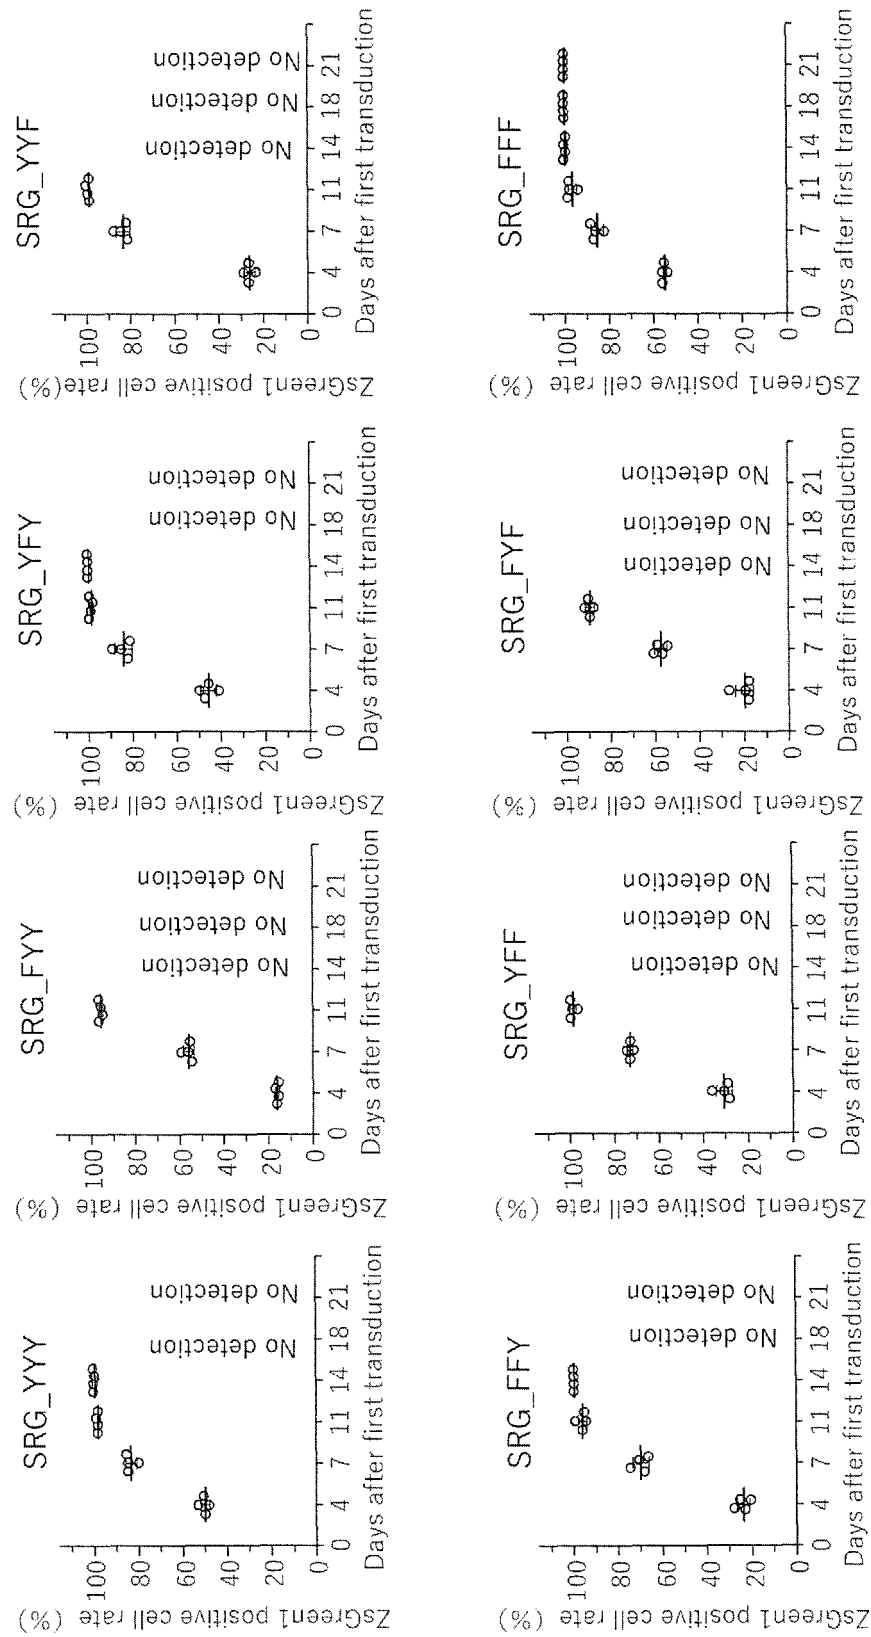 SRG_YYY
ZsGreen1 positive cell rate (%)
100
80
60
40
20
0
No detection
No detection
0 4 7 11 14 18 21
Days after first transduction
SRG_FYY
ZsGreen1 positive cell rate (%)
100
80
60
40
20
0
No detection
No detection
No detection
0 4 7 11 14 18 21
Days after first transduction
SRG_YFY
ZsGreen1 positive cell rate (%)
100
80
60
40
20
0
No detection
No detection
0 4 7 11 14 18 21
Days after first transduction
SRG_YYF
ZsGreen1 positive cell rate(%)
100
80
60
40
20
0
No detection
No detection
No detection
0 4 7 11 14 18 21
Days after first transduction
SRG_FFY
ZsGreen1 positive cell rate (%)
100
80
60
40
20
0
No detection
No detection
0 4 7 11 14 18 21
Days after first transduction
SRG_YFF
ZsGreen1 positive cell rate (%)
100
80
60
40
20
0
No detection
No detection
No detection
0 4 7 11 14 18 21
Days after first transduction
SRG_FYF
ZsGreen1 positive cell rate (%)
100
80
60
40
20
0
No detection
No detection
No detection
0 4 7 11 14 18 21
Days after first transduction
SRG_FFF
ZsGreen1 positive cell rate (%)
100
80
60
40
20
0
0 4 7 11 14 18 21
Days after first transduction